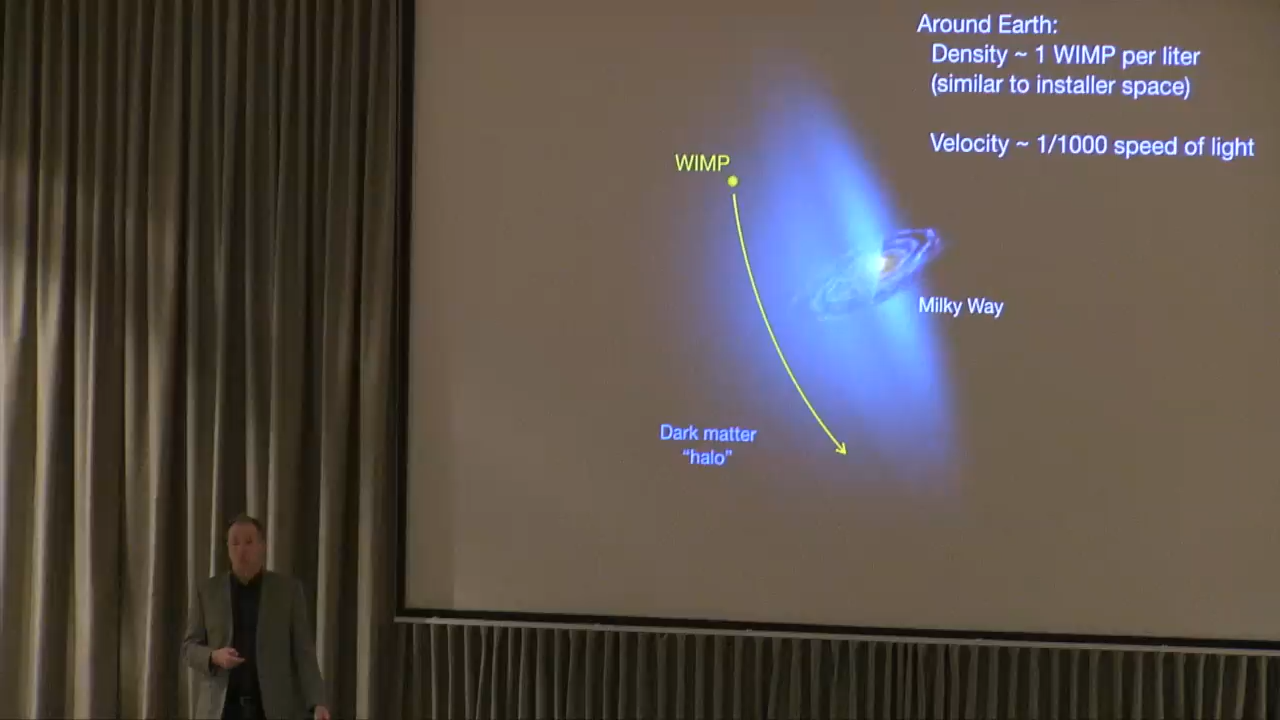 Around Earth:
Density ~ 1 WIMP per liter
(similar to installer space)
Velocity ~ 1/1000 speed of light
WIMP
Milky Way
Dark matter
“halo”